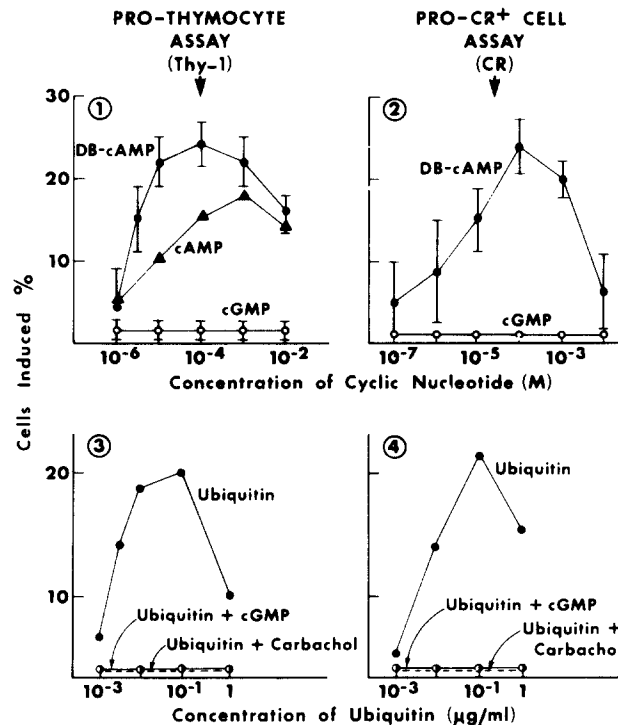 PRO-THYMOCYTE
ASSAY
(Thy-1)
PRO-CR+ CELL
ASSAY
(CR)
Cells Induced %
30
20
10
1
DB-cAMP
cAMP
cGMP
10-6
10-4
10-2
2
DB-cAMP
cGMP
10-7
10-5
10-3
Concentration of Cyclic Nucleotide (M)
20
10
3
Ubiquitin
Ubiquitin + cGMP
Ubiquitin + Carbachol
10-3
10-1
1
4
Ubiquitin
Ubiquitin + cGMP
Ubiquitin +
Carbacho
10-3
10-1
1
Concentration of Ubiquitin (µg/ml)